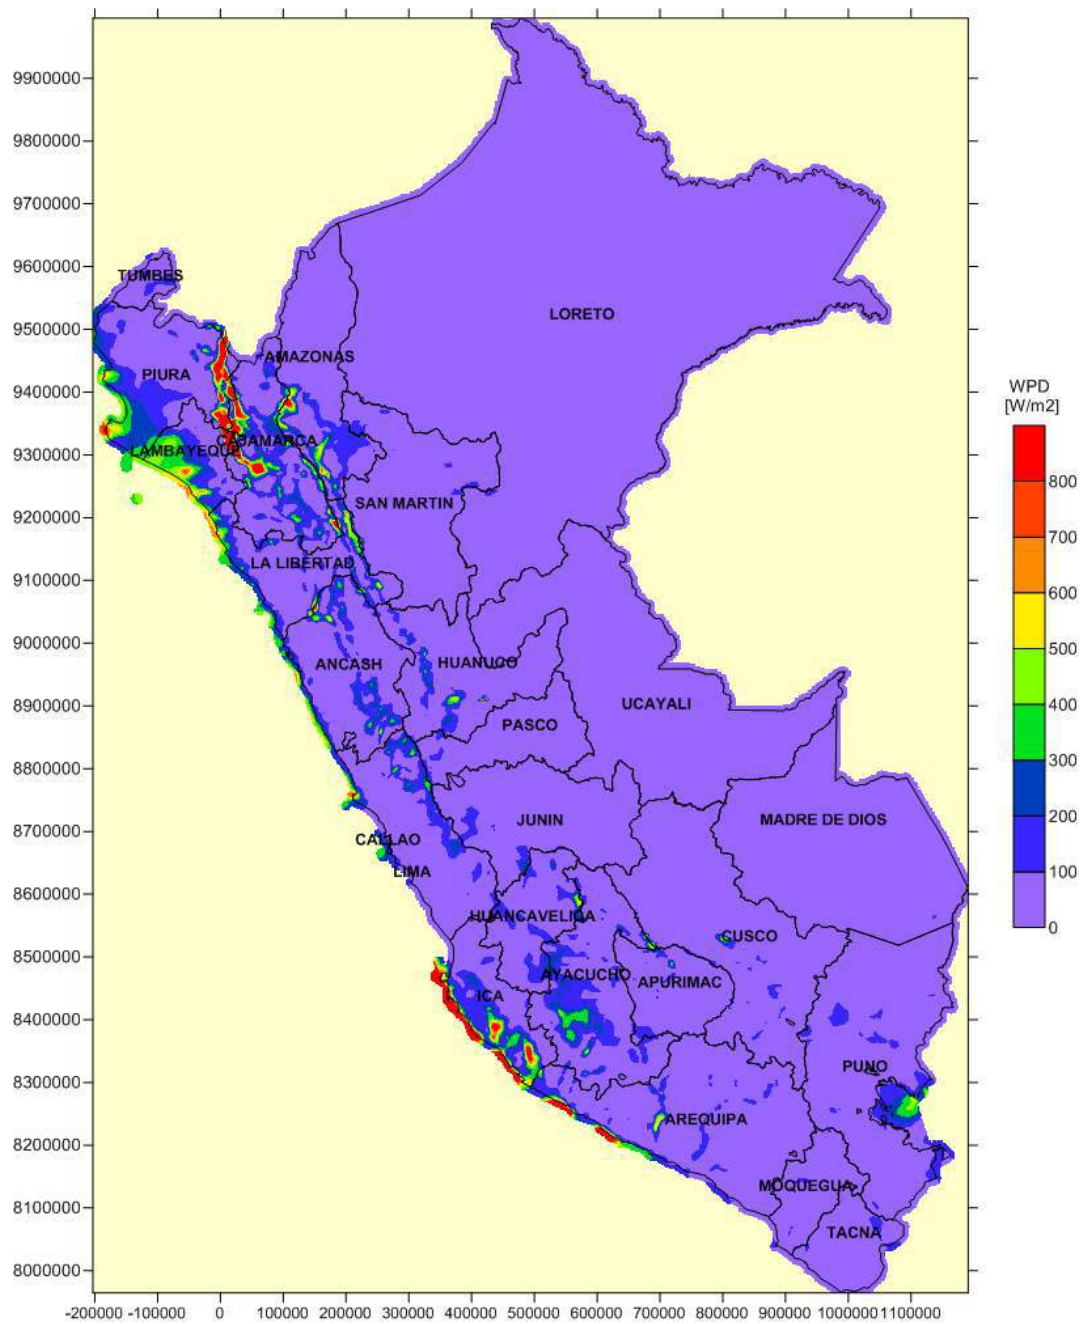 9900000
9800000
9700000
9600000
9500000
9400000
9300000
9200000
9100000
9000000
8900000
8800000
8700000
8600000
8500000
8400000
8300000
8200000
8100000
8000000
TUMBES
LORETO
AMAZONAS
PIURA
CAJAMARCA
LAMBAYEQUE
SAN MARTIN
LA LIBERTAD
ANCASH
HUANUCO
UCAYALI
PASCO
JUNIN
MADRE DE DIOS
CALLAO
LIMA
HUANCAVELICA
CUSCO
AYACUCHO
APURIMAC
ICA
PUNO
AREQUIPA
MOQUEGUA
TACNA
WPD
[W/m2]
800
700
600
500
400
300
200
100
0
-200000 -100000 0 100000 200000 300000 400000 500000 600000 700000 800000 900000 10000001100000